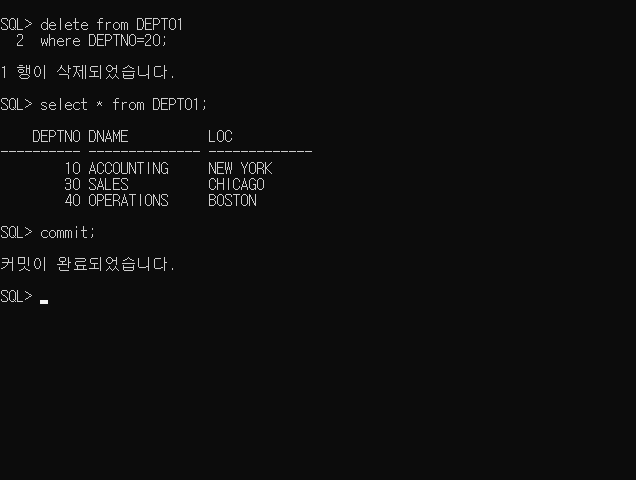 SQL> delete from DEPT01
  2  where DEPTNO=20;
1 행이 삭제되었습니다.
SQL> select * from DEPT01;
    DEPTNO DNAME          LOC
---------- -------------- -------------
        10 ACCOUNTING     NEW YORK
        30 SALES          CHICAGO
        40 OPERATIONS     BOSTON
SQL> commit;
커밋이 완료되었습니다.
SQL>